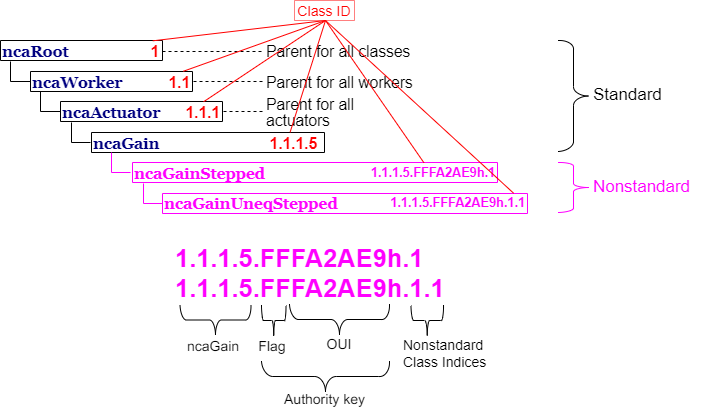 Class ID
ncaRoot 1 Parent for all classes
ncaWorker 1.1 Parent for all workers
ncaActuator 1.1.1 Parent for all
actuators
ncaGain 1.1.1.5
Standard
ncaGainStepped 1.1.1.5.FFFA2AE9h.1
ncaGainUneqStepped 1.1.1.5.FFFA2AE9h.1.1
Nonstandard
1.1.1.5.FFFA2AE9h.1
1.1.1.5.FFFA2AE9h.1.1
ncaGain Flag OUI Nonstandard
Class Indices
Authority key